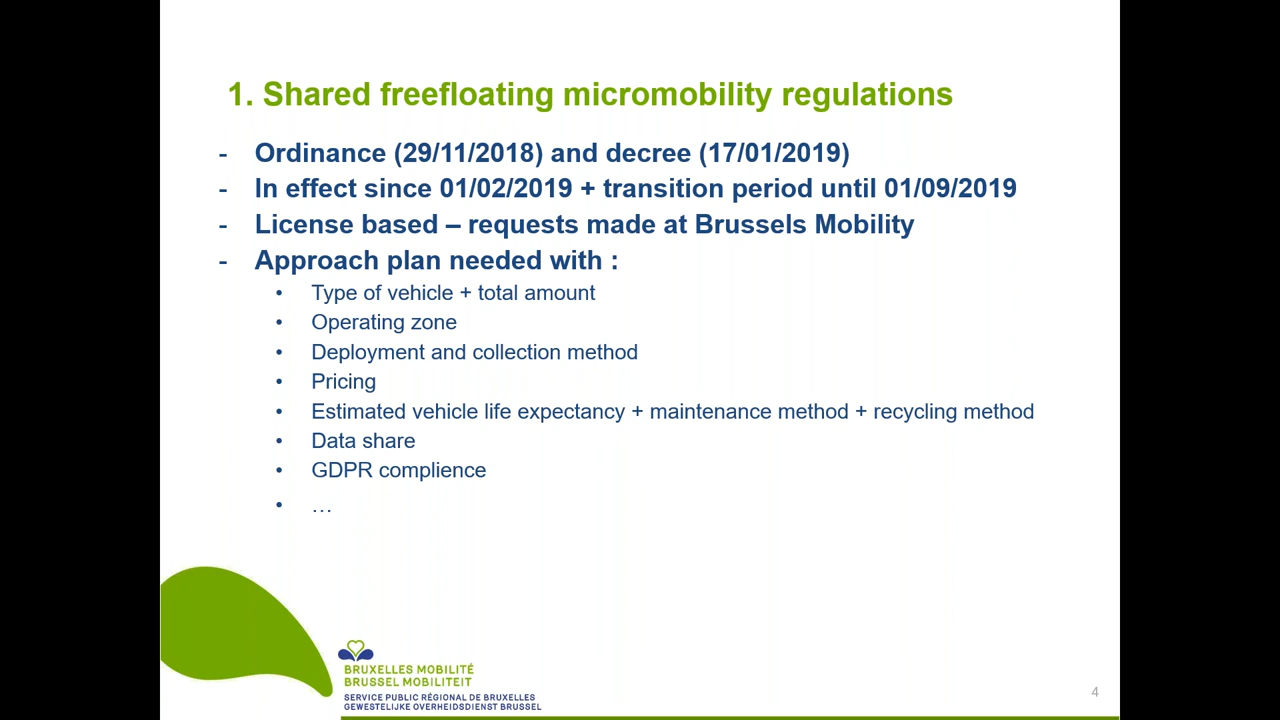 1. Shared freefloating micromobility regulations
- Ordinance (29/11/2018) and decree (17/01/2019)
- In effect since 01/02/2019 + transition period until 01/09/2019
- License based – requests made at Brussels Mobility
- Approach plan needed with :
• Type of vehicle + total amount
• Operating zone
• Deployment and collection method
• Pricing
• Estimated vehicle life expectancy + maintenance method + recycling method
• Data share
• GDPR complience
• …
BRUXELLES MOBILITÉ
BRUSSEL MOBILITEIT
SERVICE PUBLIC RÉGIONAL DE BRUXELLES
GEWESTELIJKE OVERHEIDSDIENST BRUSSEL
4